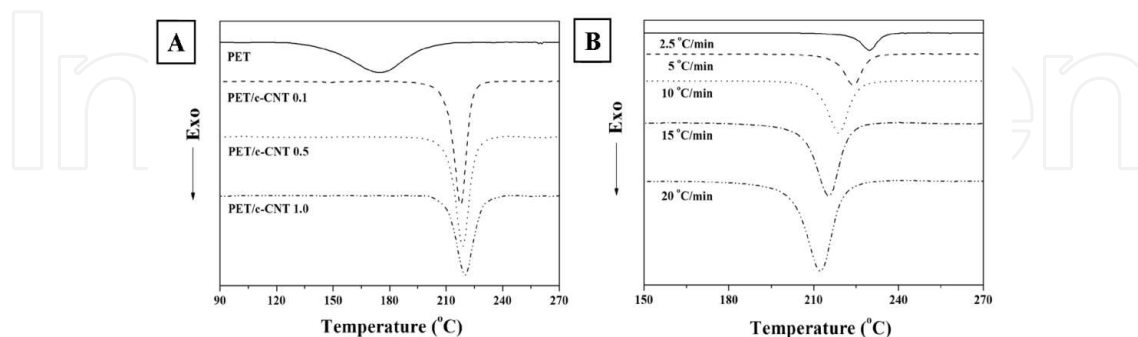 A
PET
PET/c-CNT 0.1
PET/c-CNT 0.5
PET/c-CNT 1.0
Exo
90 120 150 180 210 240 270
Temperature (°C)
B
2.5 °C/min
5 °C/min
10 °C/min
15 °C/min
20 °C/min
Exo
150 180 210 240 270
Temperature (°C)